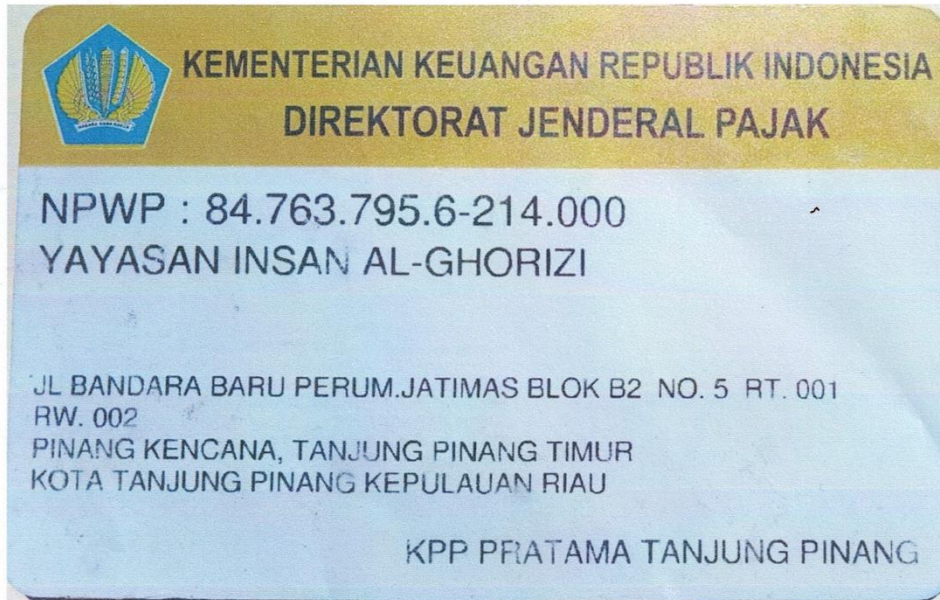 KEMENTERIAN KEUANGAN REPUBLIK INDONESIA
DIREKTORAT JENDERAL PAJAK
NPWP : 84.763.795.6-214.000
YAYASAN INSAN AL-GHORIZI
JL BANDARA BARU PERUM.JATIMAS BLOK B2 NO. 5 RT. 001
RW. 002
PINANG KENCANA, TANJUNG PINANG TIMUR
KOTA TANJUNG PINANG KEPULAUAN RIAU
KPP PRATAMA TANJUNG PINANG